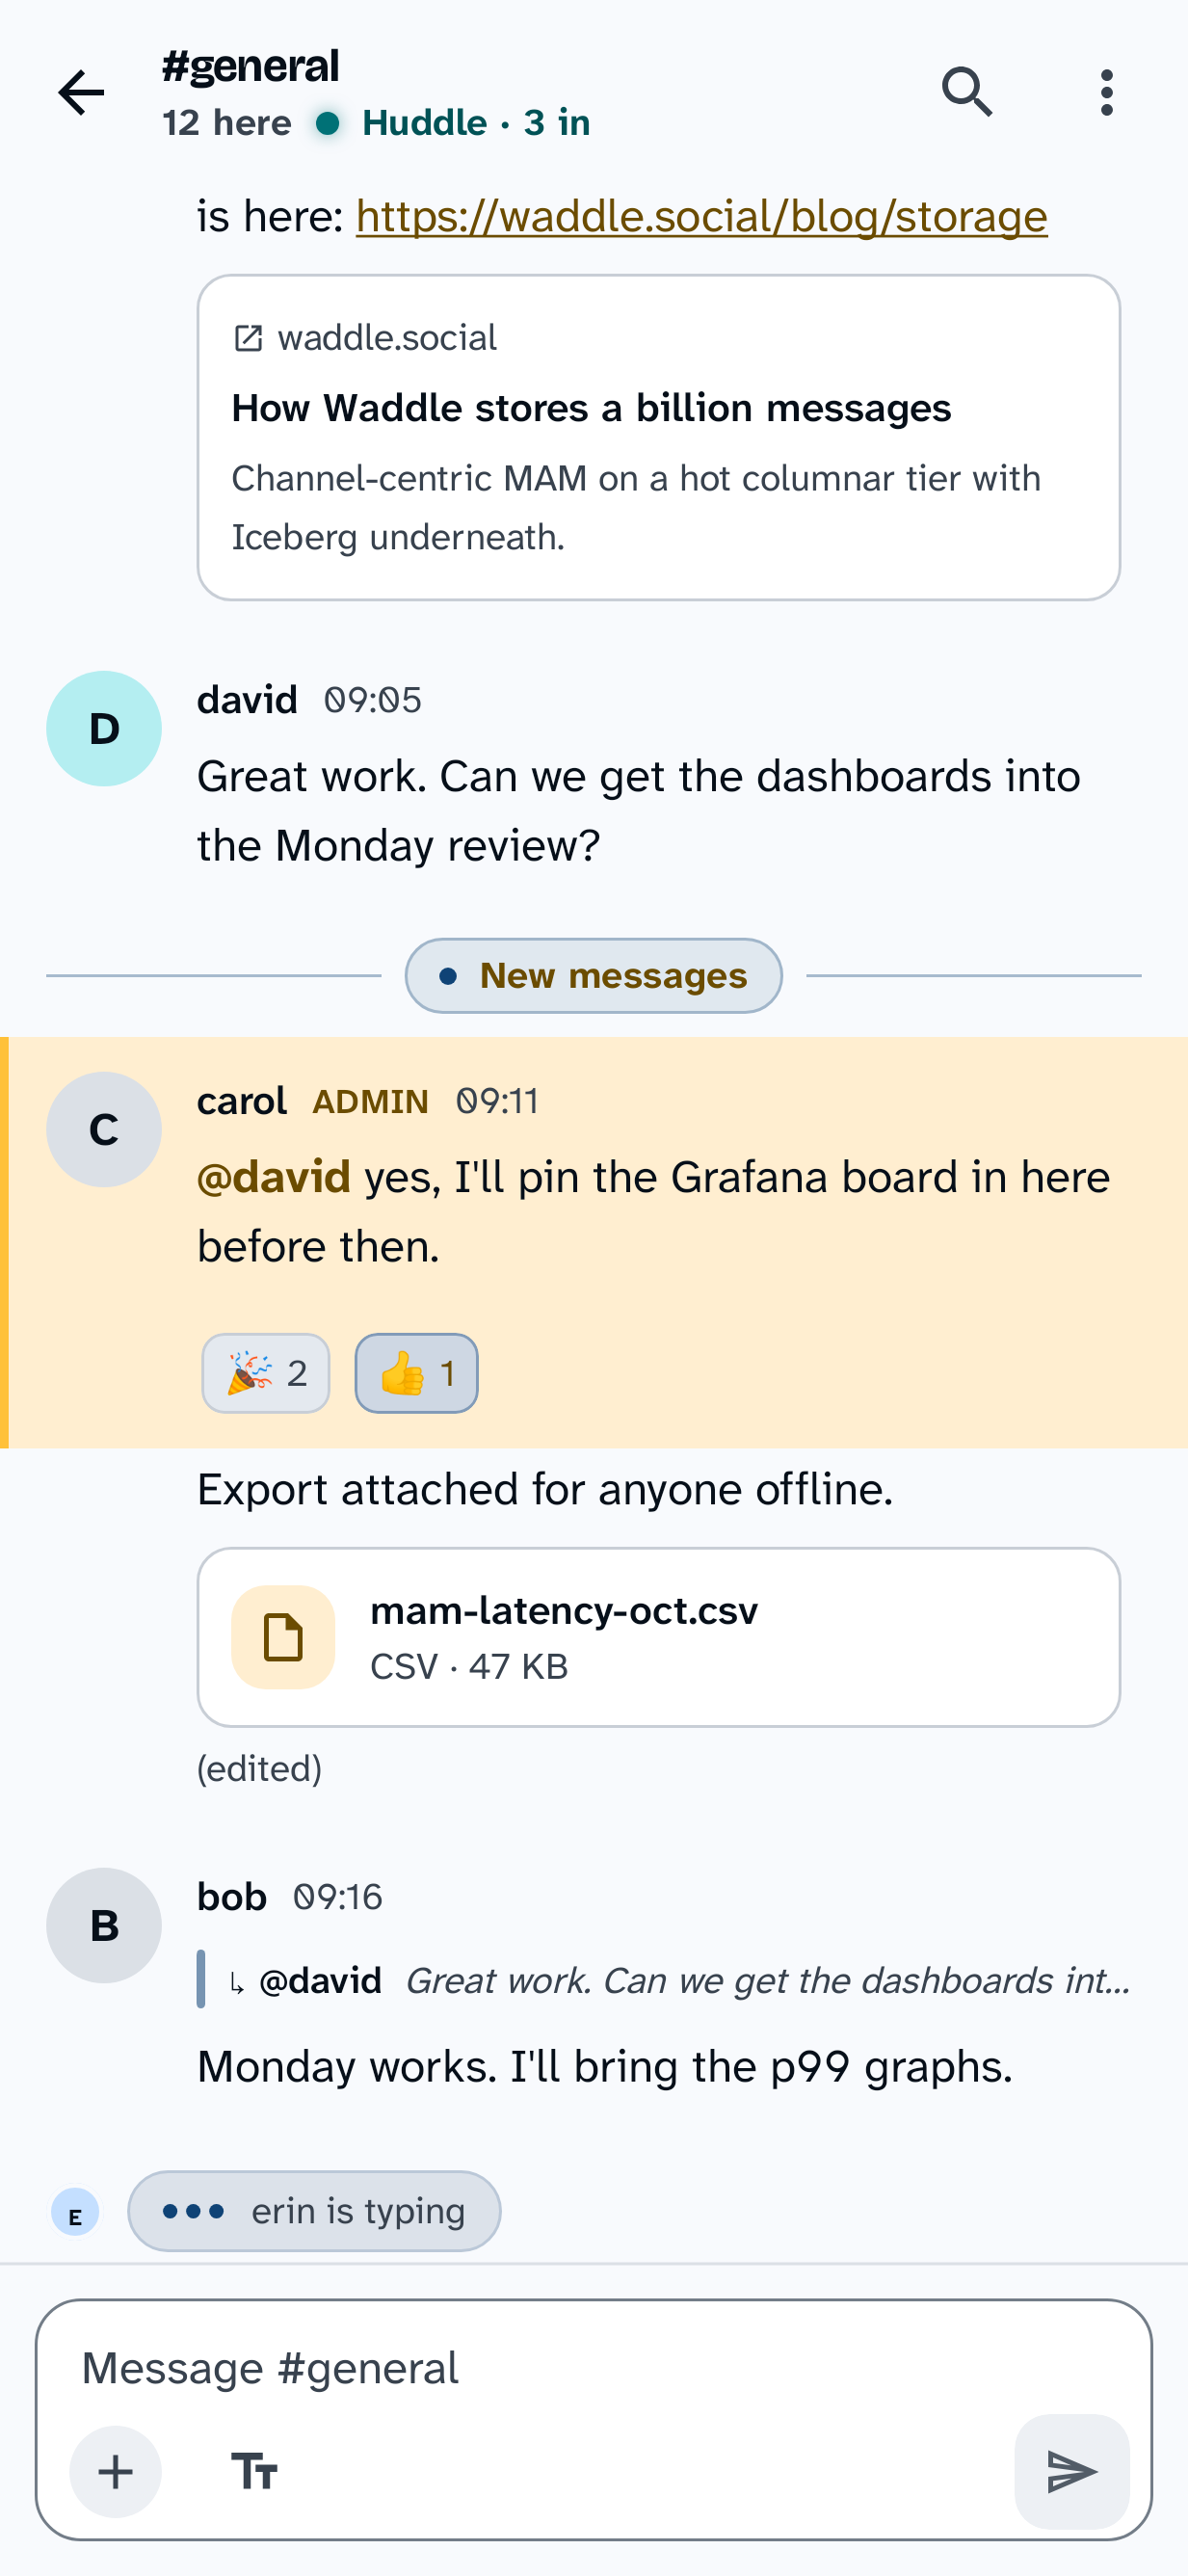 #general
12 here Huddle · 3 in
is here: https://waddle.social/blog/storage
waddle.social
How Waddle stores a billion messages
Channel-centric MAM on a hot columnar tier with
Iceberg underneath.
D
david 09:05
Great work. Can we get the dashboards into
the Monday review?
New messages
C
carol ADMIN 09:11
@david yes, I'll pin the Grafana board in here
before then.
🎉 2 👍 1
Export attached for anyone offline.
mam-latency-oct.csv
CSV · 47 KB
(edited)
B
bob 09:16
↳ @david Great work. Can we get the dashboards int...
Monday works. I'll bring the p99 graphs.
E
erin is typing
Message #general
Tт